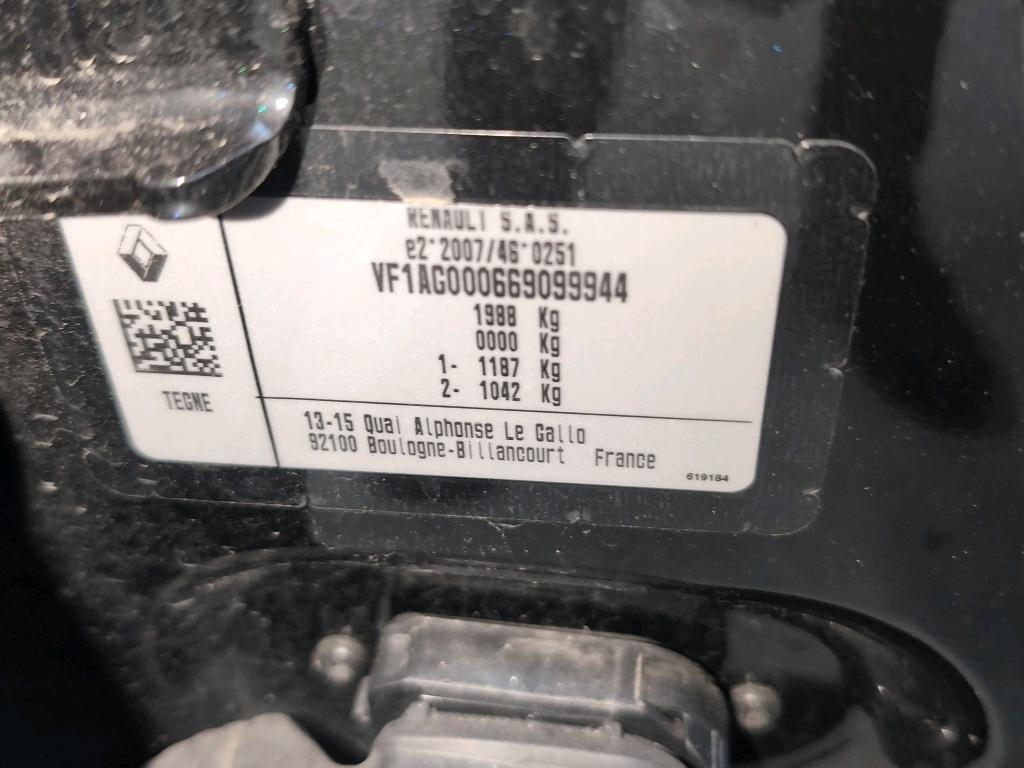 RENAULT S.A.S.
e2*2007/46*0251
VF1AG000669099944
1988 Kg
0000 Kg
1- 1187 Kg
2- 1042 Kg
TEGNE
13-15 Quai Alphonse Le Gallo
92100 Boulogne-Billancourt France
619184